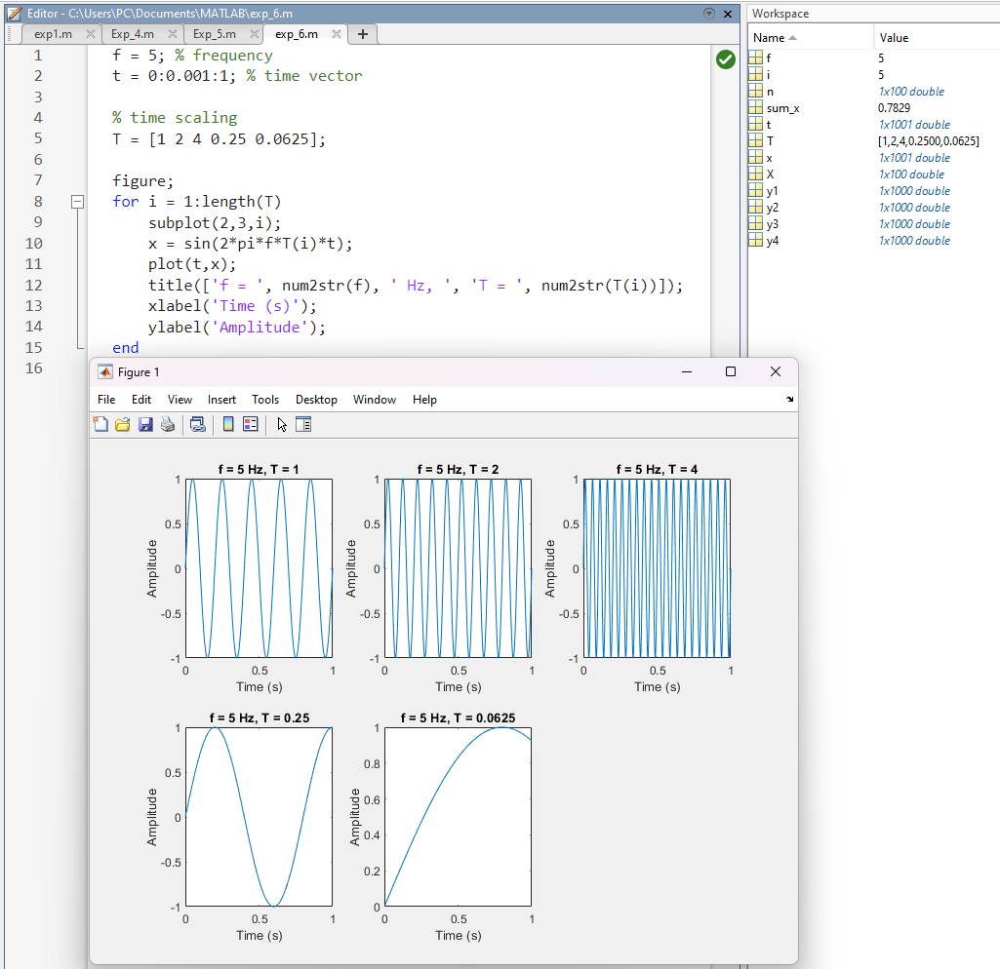 Editor - C:\Users\PC\Documents\MATLAB\exp_6.m
exp1.m Exp_4.m Exp_5.m exp_6.m
1 f = 5; % frequency
2 t = 0:0.001:1; % time vector
3
4 % time scaling
5 T = [1 2 4 0.25 0.0625];
6
7 figure;
8 for i = 1:length(T)
9 subplot(2,3,i);
10 x = sin(2*pi*f*T(i)*t);
11 plot(t,x);
12 title(['f = ', num2str(f), ' Hz, ', 'T = ', num2str(T(i))]);
13 xlabel('Time (s)');
14 ylabel('Amplitude');
15 end
16
Workspace
Name Value
f 5
i 5
n 1x100 double
sum_x 0.7829
t 1x1001 double
T [1,2,4,0.2500,0.0625]
x 1x1001 double
X 1x100 double
y1 1x1000 double
y2 1x1000 double
y3 1x1000 double
y4 1x1000 double
Figure 1
File Edit View Insert Tools Desktop Window Help
f = 5 Hz, T = 1
1
0.5
0
-0.5
-1
Amplitude
0 0.5 1
Time (s)
f = 5 Hz, T = 2
1
0.5
0
-0.5
-1
Amplitude
0 0.5 1
Time (s)
f = 5 Hz, T = 4
1
0.5
0
-0.5
-1
Amplitude
0 0.5 1
Time (s)
f = 5 Hz, T = 0.25
1
0.5
0
-0.5
-1
Amplitude
0 0.5 1
Time (s)
f = 5 Hz, T = 0.0625
1
0.8
0.6
0.4
0.2
0
Amplitude
0 0.5 1
Time (s)